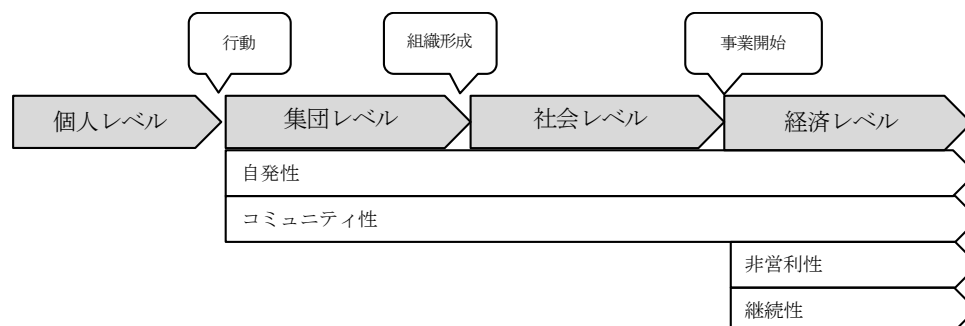 行動
組織形成
事業開始
個人レベル
集団レベル
社会レベル
経済レベル
自発性
コミュニティ性
非営利性
継続性